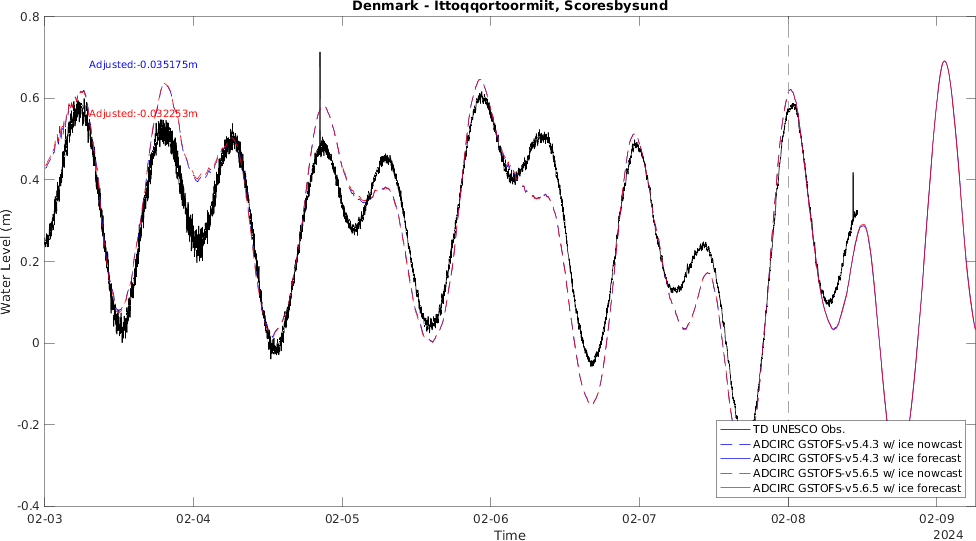 Denmark - Ittoqqortoormiit, Scoresbysund
0.8
0.6
0.4
0.2
0
-0.2
-0.4
Water Level (m)
Adjusted:-0.035175m
Adjusted:-0.032253m
TD UNESCO Obs.
ADCIRC GSTOFS-v5.4.3 w/ ice nowcast
ADCIRC GSTOFS-v5.4.3 w/ ice forecast
ADCIRC GSTOFS-v5.6.5 w/ ice nowcast
ADCIRC GSTOFS-v5.6.5 w/ ice forecast
02-03 02-04 02-05 02-06 02-07 02-08 02-09
Time
2024